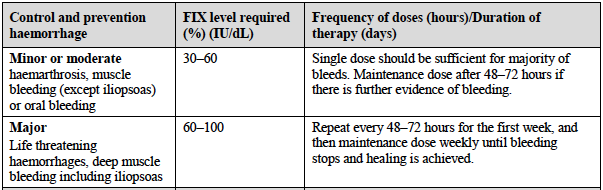 Control and prevention
haemorrhage
FIX level required
(%) (IU/dL)
Frequency of doses (hours)/Duration of
therapy (days)
Minor or moderate
haemarthrosis, muscle
bleeding (except iliopsoas)
or oral bleeding
30–60
Single dose should be sufficient for majority of
bleeds. Maintenance dose after 48–72 hours if
there is further evidence of bleeding.
Major
Life threatening
haemorrhages, deep muscle
bleeding including iliopsoas
60–100
Repeat every 48–72 hours for the first week, and
then maintenance dose weekly until bleeding
stops and healing is achieved.